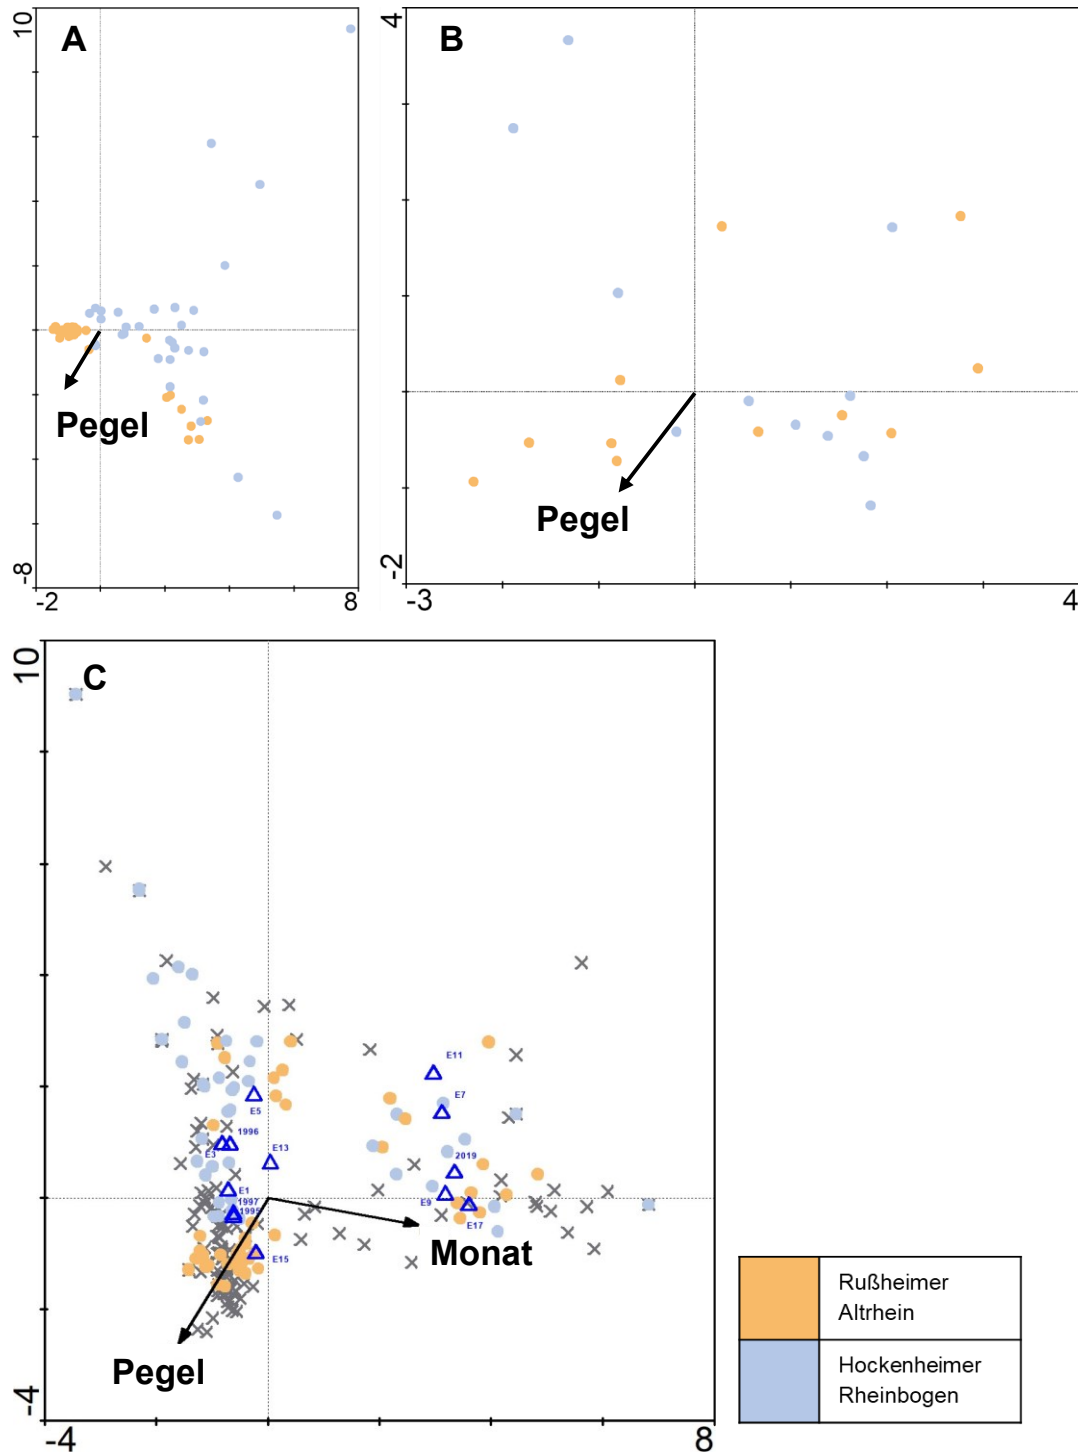 10
A
Pegel
-8
-2
8
4
B
Pegel
-2
-3
4
10
C
E11
E7
E5
1996
E3
E13
2019
E1
E9
1997
1995
E17
E15
Monat
Pegel
-4
-4
8
Rußheimer
Altrhein
Hockenheimer
Rheinbogen